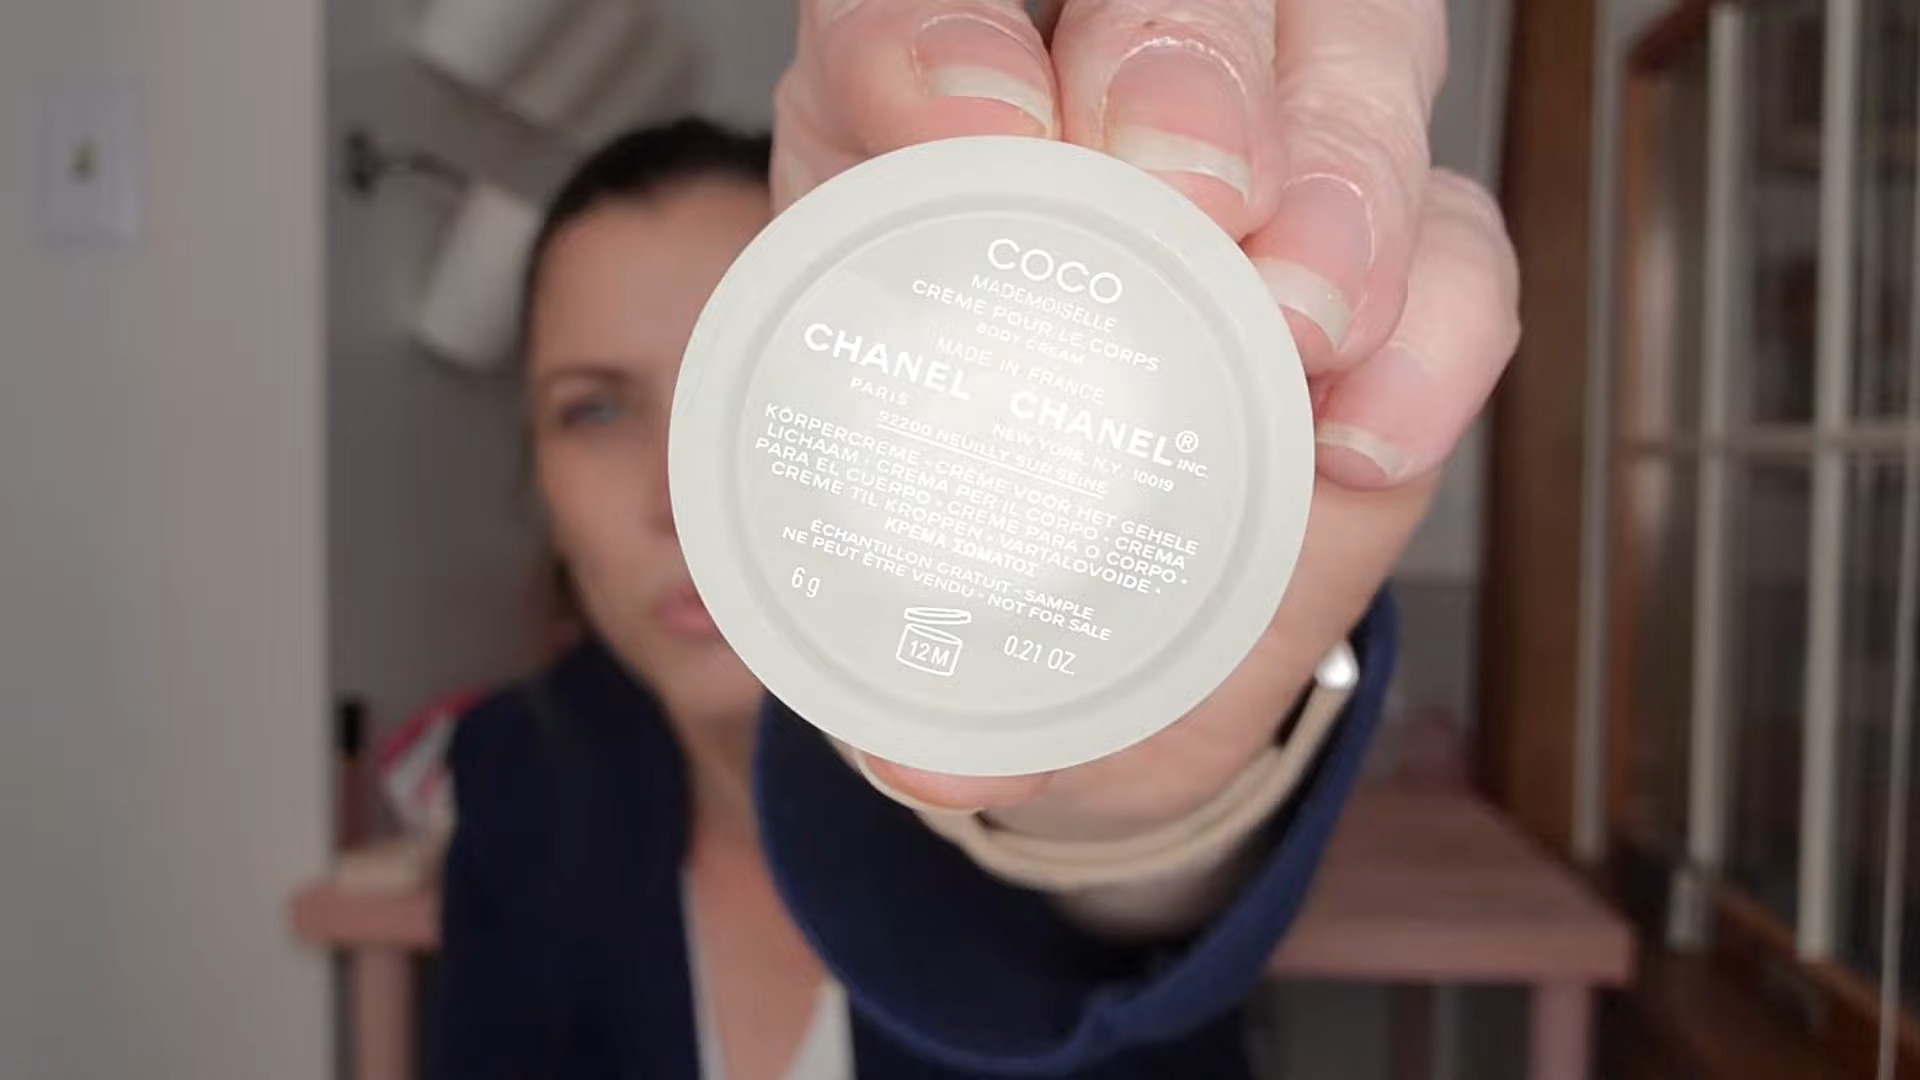 COCO
MADEMOISELLE
CRÈME POUR LE CORPS
BODY CREAM
MADE IN FRANCE
CHANEL CHANEL®
PARIS NEW YORK, N.Y. 10019 INC.
92200 NEUILLY SUR SEINE
KÖRPERCREME • CRÈME VOOR HET GEHELE
LICHAAM • CREMA PER IL CORPO • CREMA
PARA EL CUERPO • CREME PARA O CORPO •
CREME TIL KROPPEN • VARTALOVOIDE •
ΚΡΕΜΑ ΣΩΜΑΤΟΣ
ÉCHANTILLON GRATUIT - SAMPLE
NE PEUT ÊTRE VENDU - NOT FOR SALE
6 g
12 M
0.21 OZ.